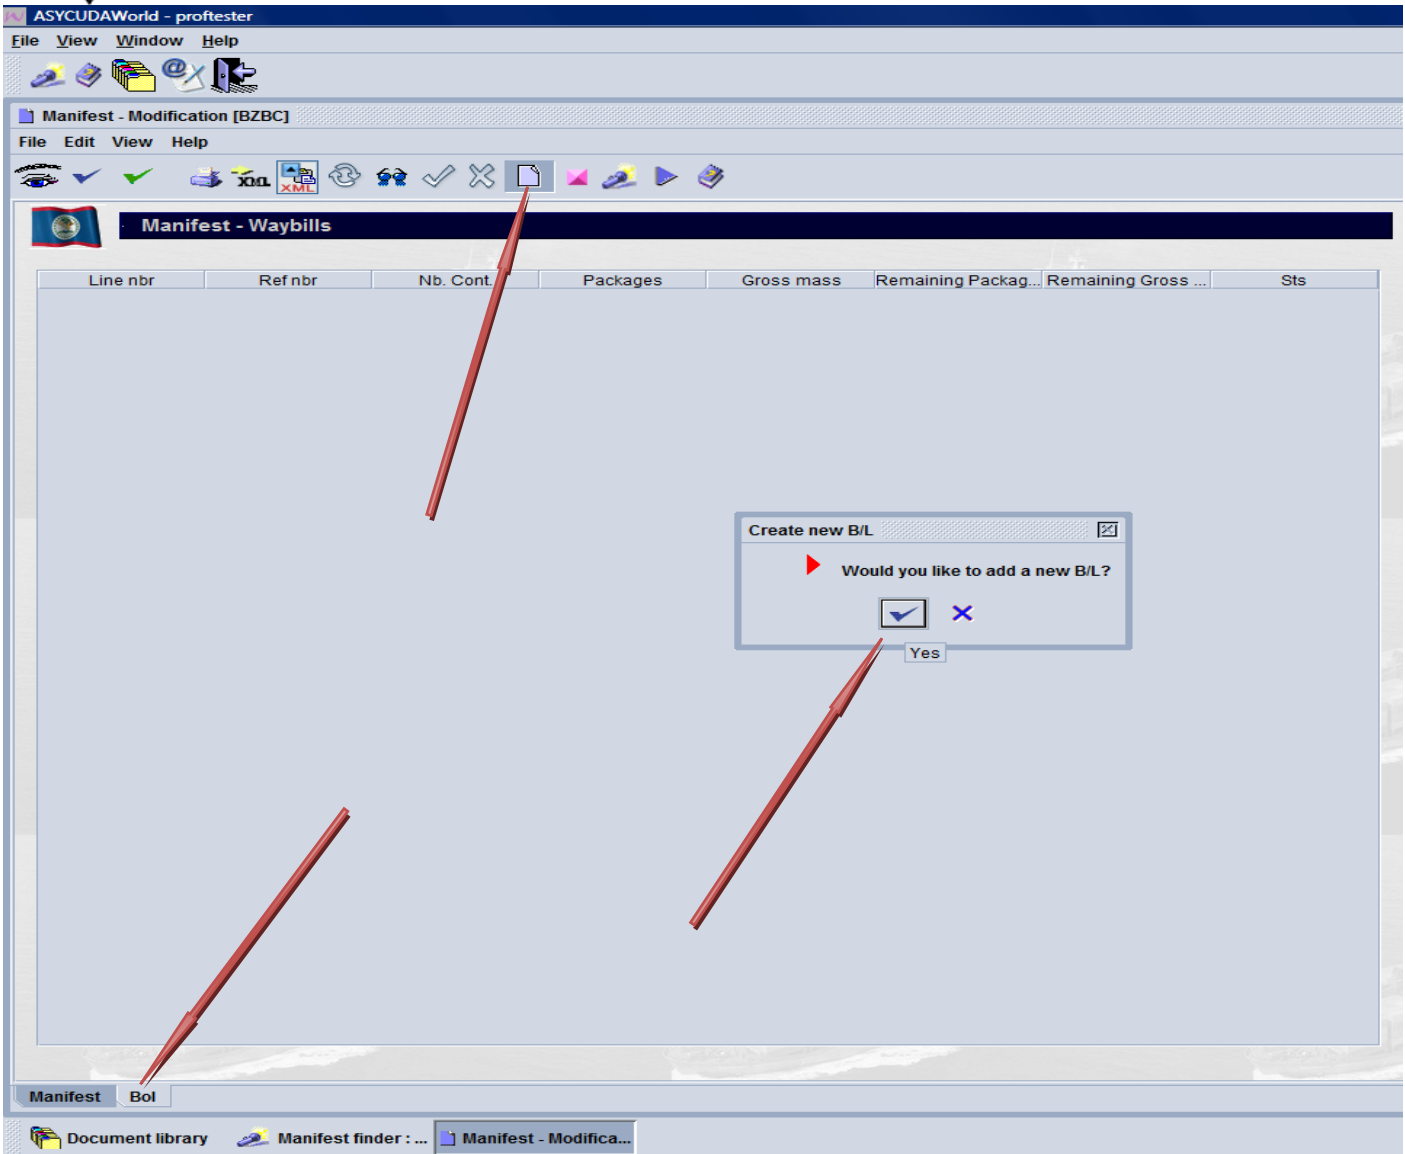 ASYCUDAWorld - proftester
File View Window Help
Manifest - Modification [BZBC]
File Edit View Help
XML XML
Manifest - Waybills
Line nbr Ref nbr Nb. Cont. Packages Gross mass Remaining Packag... Remaining Gross ... Sts
Create new B/L
Would you like to add a new B/L?
Yes
Manifest Bol
Document library Manifest finder : ... Manifest - Modifica...